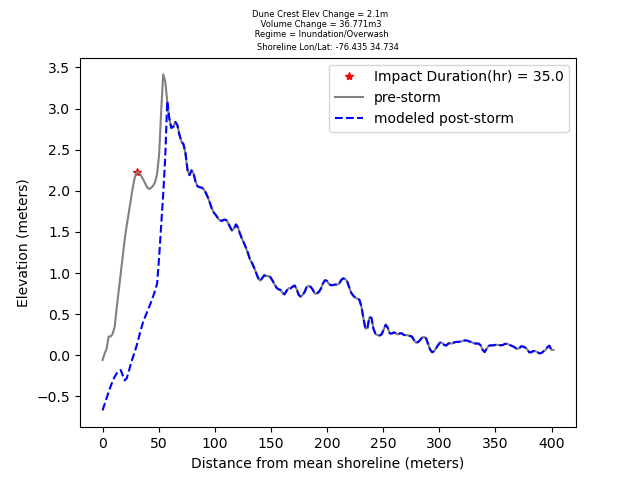 Dune Crest Elev Change = 2.1m
Volume Change = 36.771m3
Regime = Inundation/Overwash
Shoreline Lon/Lat: -76.435 34.734
Impact Duration(hr) = 35.0
pre-storm
modeled post-storm
Elevation (meters)
3.5
3.0
2.5
2.0
1.5
1.0
0.5
0.0
−0.5
0 50 100 150 200 250 300 350 400
Distance from mean shoreline (meters)